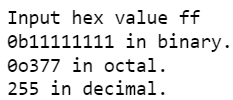 Input hex value ff
0b11111111 in binary.
0o377 in octal.
255 in decimal.